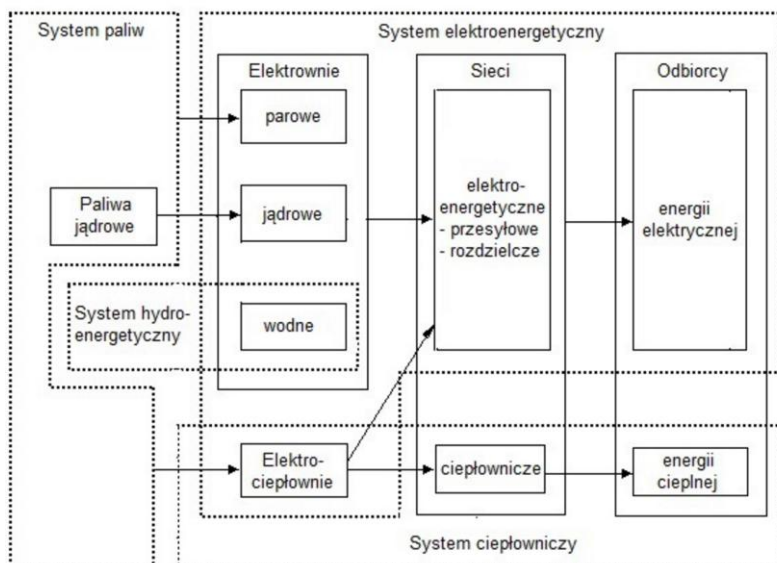 System paliw
System elektroenergetyczny
Elektrownie
Sieci
Odbiorcy
parowe
Paliwa
jądrowe
jądrowe
elektro-
energetyczne
- przesyłowe
- rozdzielcze
energii
elektrycznej
System hydro-
energetyczny
wodne
Elektro-
ciepłownie
ciepłownicze
energii
cieplnej
System ciepłowniczy